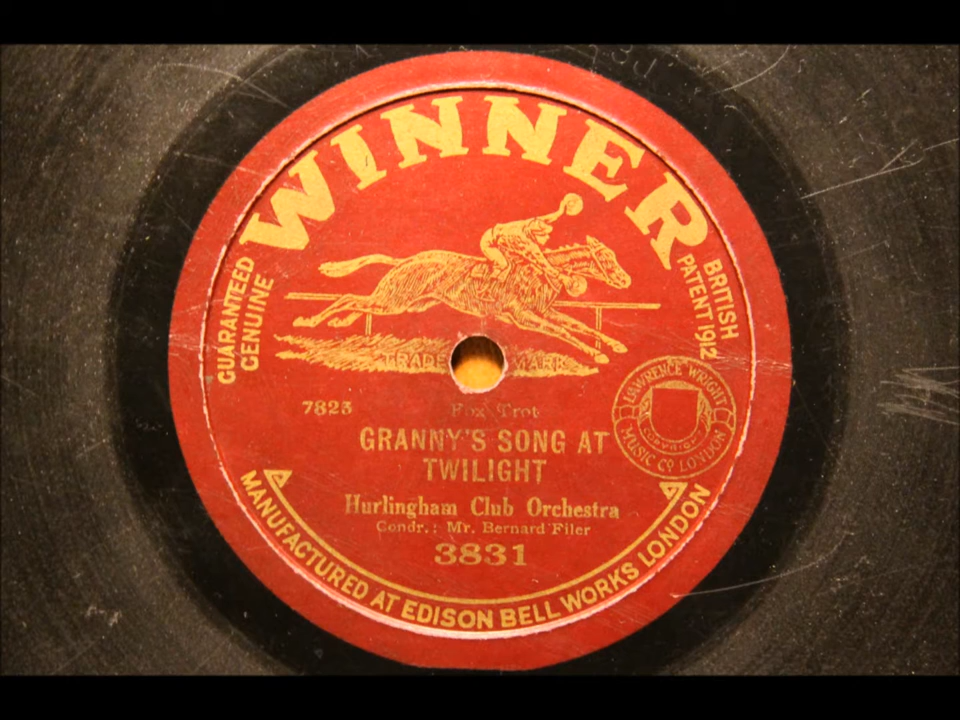 WINNER
GUARANTEED
GENUINE
BRITISH
PATENT 1912
TRADE MARK
7823
Fox Trot
GRANNY'S SONG AT
TWILIGHT
LAWRENCE WRIGHT
COPYRIGHT
MUSIC Co LONDON
Hurlingham Club Orchestra
Condr.: Mr. Bernard Filer
3831
MANUFACTURED AT EDISON BELL WORKS LONDON